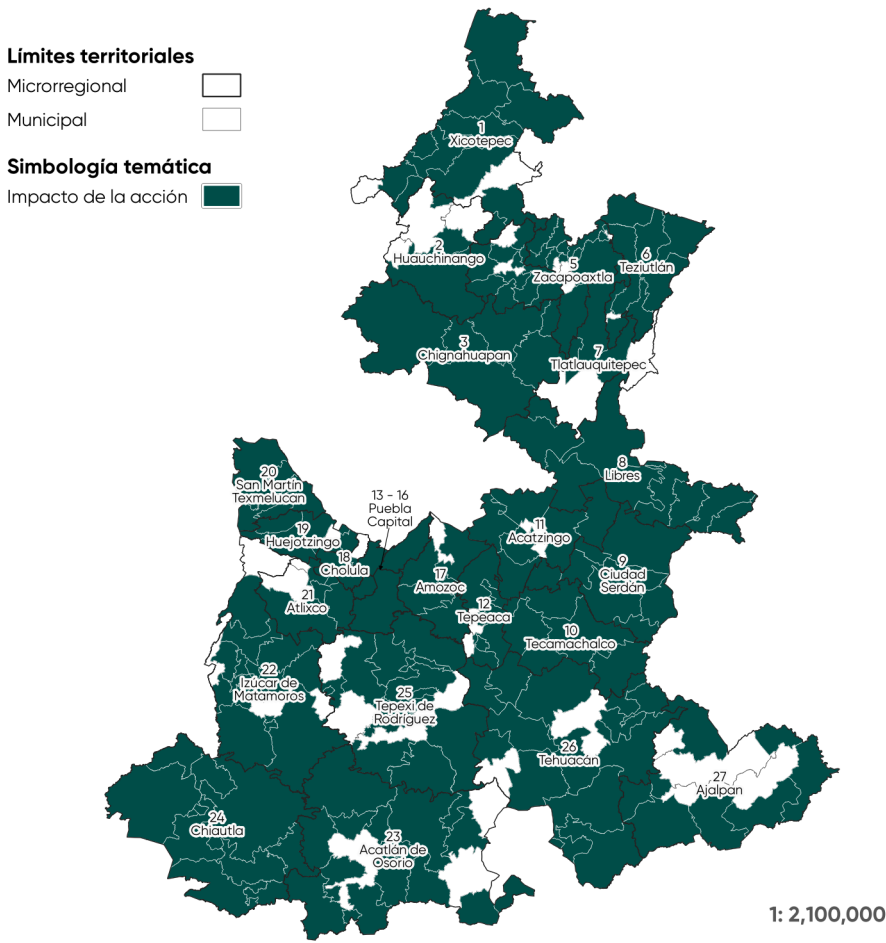 Límites territoriales
Microrregional
Municipal
Simbología temática
Impacto de la acción
1
Xicotepec
2
Huauchinango
3
Chignahuapan
5
Zacapoaxtla
6
Teziutlán
7
Tlatlauquitepec
8
Libres
20
San Martín
Texmelucan
13 - 16
Puebla
Capital
19
Huejotzingo
18
Cholula
11
Acatzingo
9
Ciudad
Serdán
17
Amozoc
21
Atlixco
12
Tepeaca
10
Tecamachalco
22
Izúcar de
Matamoros
25
Tepexi de
Rodríguez
26
Tehuacán
27
Ajalpan
24
Chiautla
23
Acatlán de
Osorio
1: 2,100,000